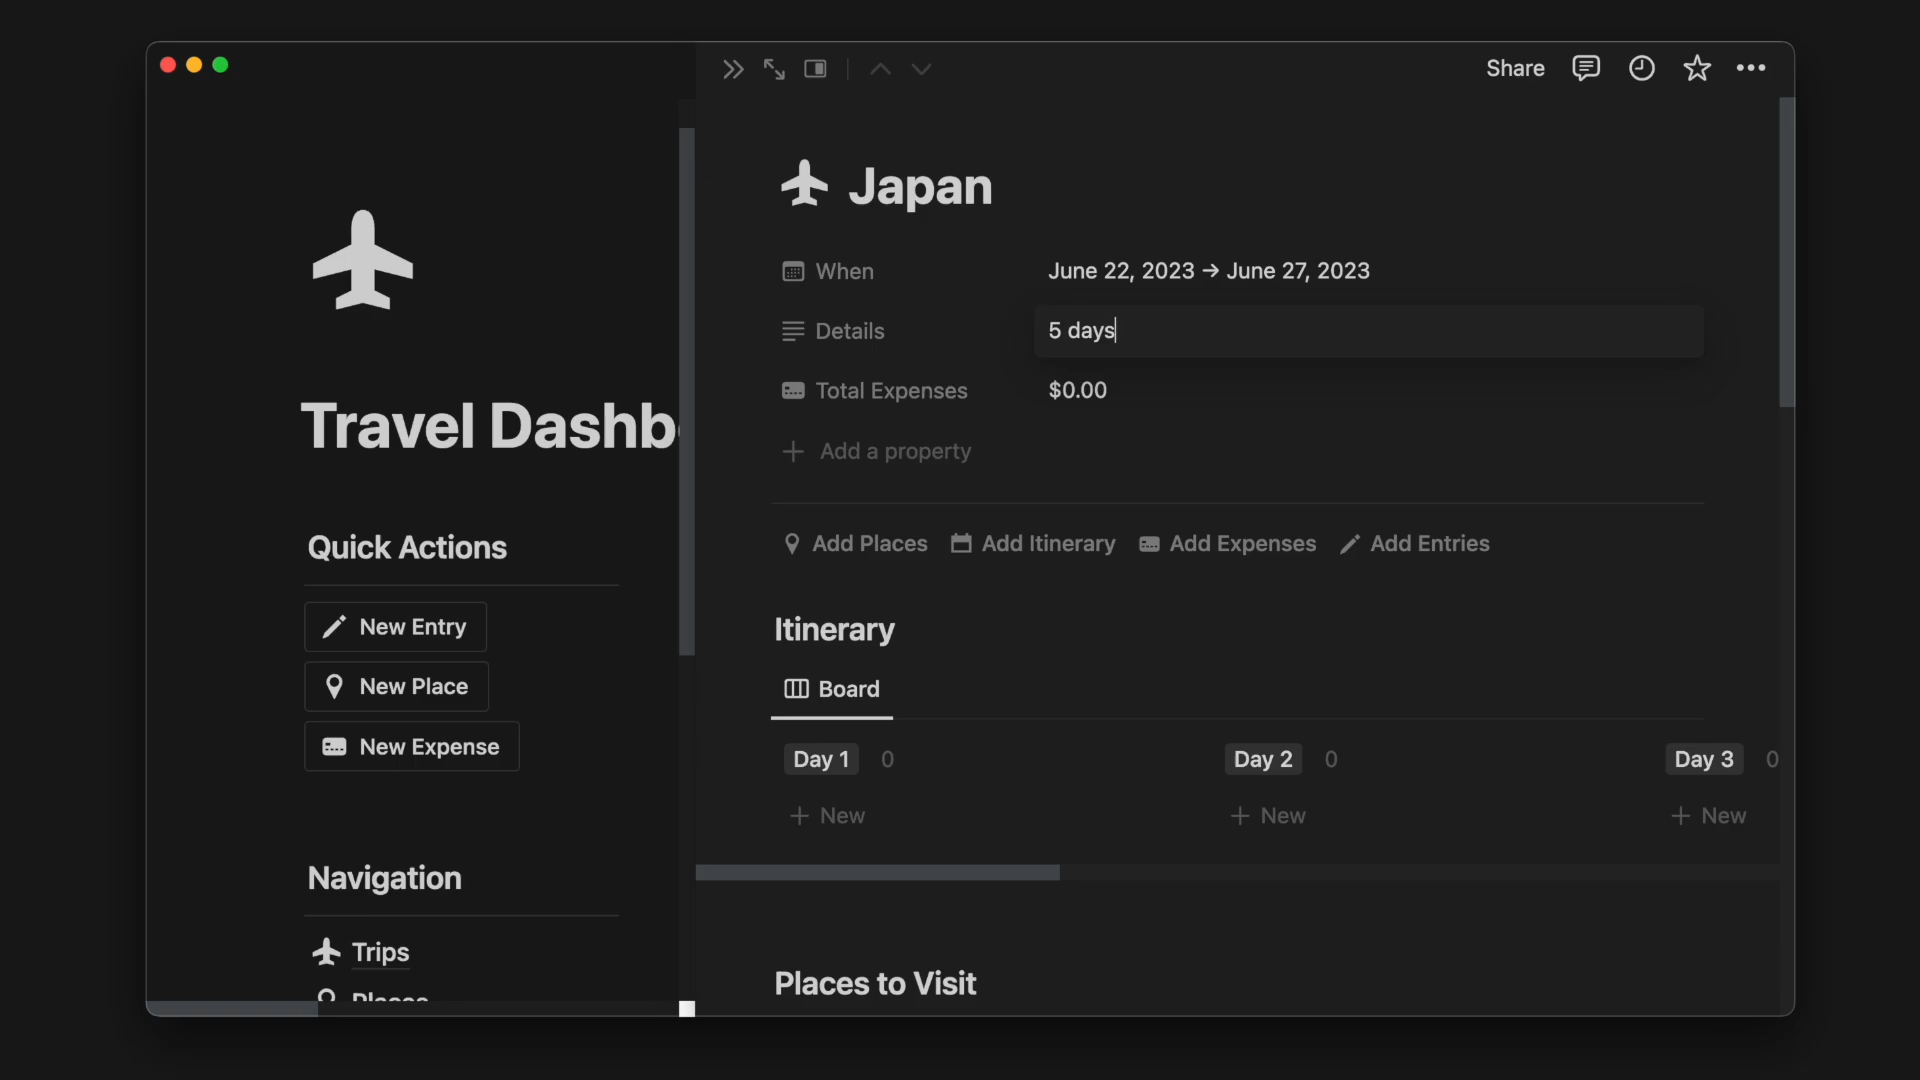 Share
Travel Dashb
Quick Actions
New Entry
New Place
New Expense
Navigation
Trips
Places
Japan
When June 22, 2023 → June 27, 2023
Details 5 days
Total Expenses $0.00
Add a property
Add Places Add Itinerary Add Expenses Add Entries
Itinerary
Board
Day 1 0 Day 2 0 Day 3 0
+ New + New + New
Places to Visit